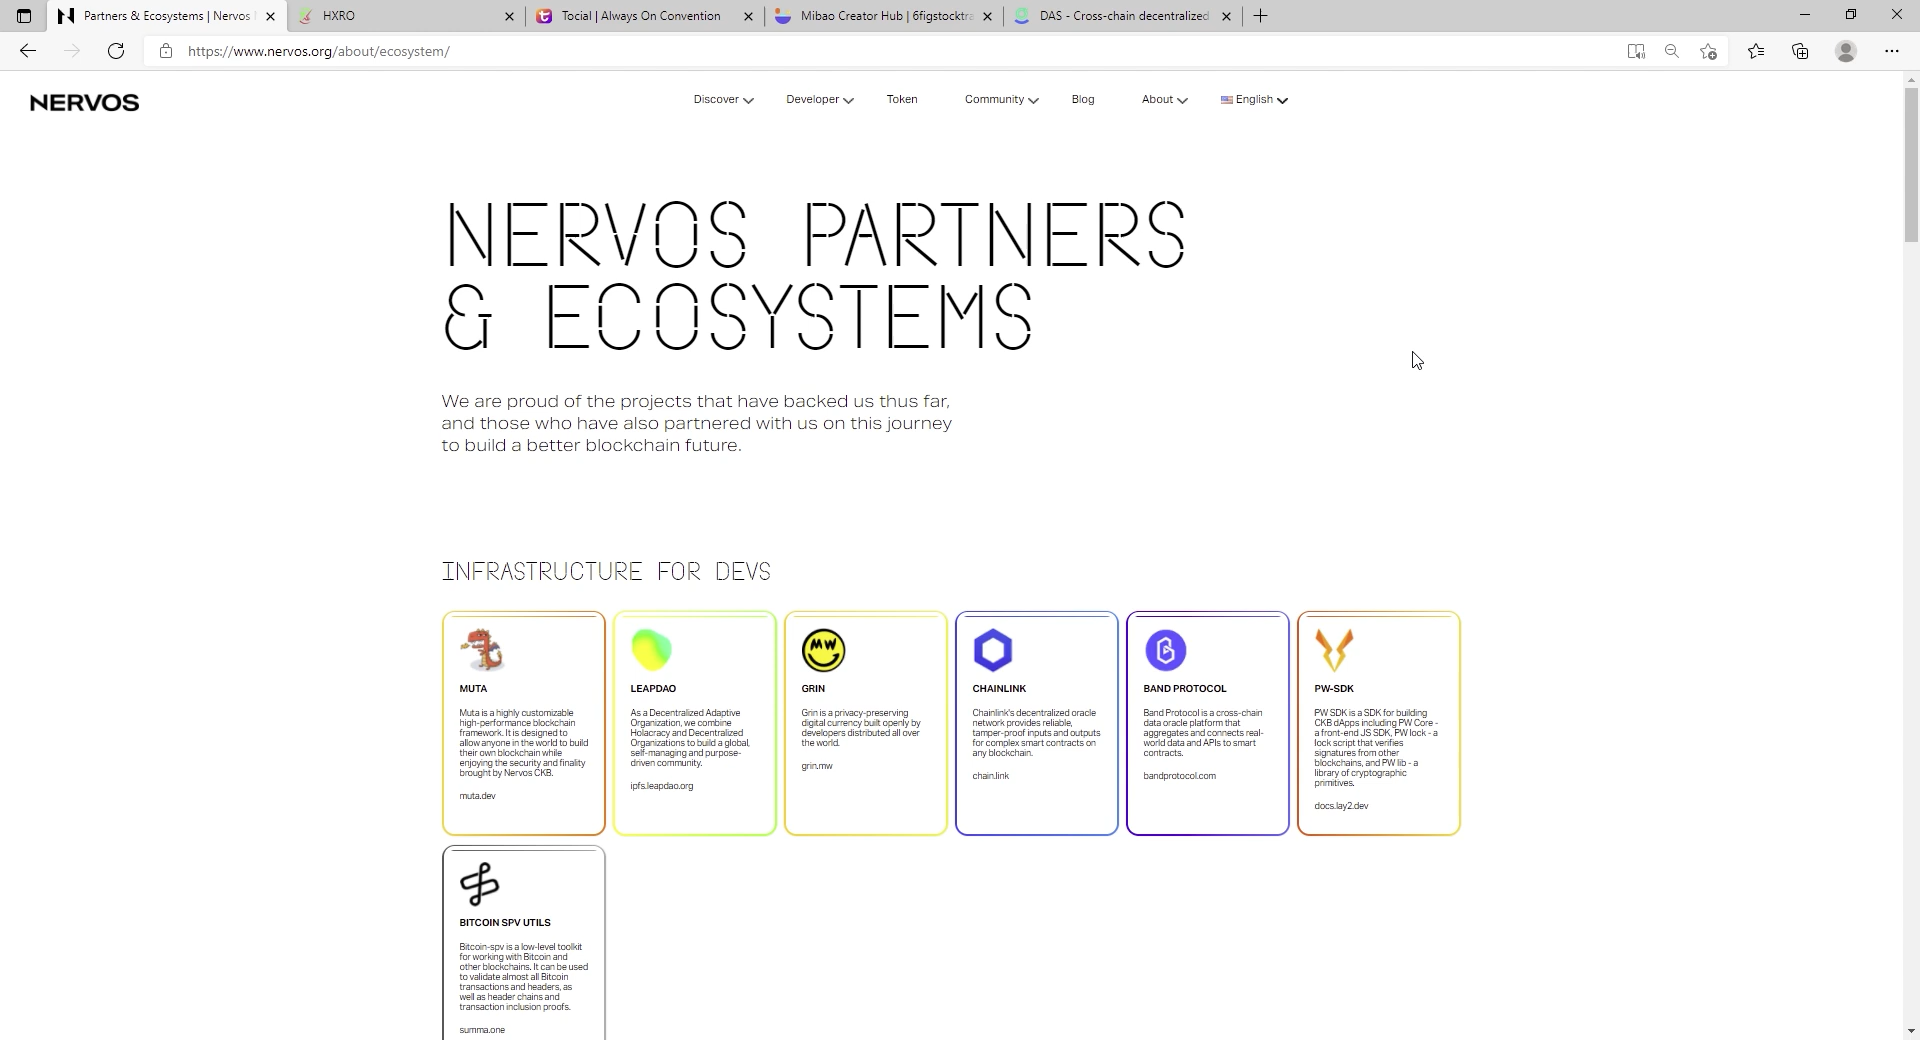 Partners & Ecosystems | Nervos
HXRO
Tocial | Always On Convention
Mibao Creator Hub | 6figstocktra
DAS - Cross-chain decentralized
https://www.nervos.org/about/ecosystem/
NERVOS
Discover
Developer
Token
Community
Blog
About
English
NERVOS PARTNERS
& ECOSYSTEMS
We are proud of the projects that have backed us thus far,
and those who have also partnered with us on this journey
to build a better blockchain future.
INFRASTRUCTURE FOR DEVS
MUTA
Muta is a highly customizable
high-performance blockchain
framework. It is designed to
allow anyone in the world to build
their own blockchain while
enjoying the security and finality
brought by Nervos CKB.
muta.dev
LEAPDAO
As a Decentralized Adaptive
Organization, we combine
Holacracy and Decentralized
Organizations to build a global,
self-managing and purpose-
driven community.
ipfs.leapdao.org
MW
GRIN
Grin is a privacy-preserving
digital currency built openly by
developers distributed all over
the world.
grin.mw
CHAINLINK
Chainlink's decentralized oracle
network provides reliable,
tamper-proof inputs and outputs
for complex smart contracts on
any blockchain.
chain.link
BAND PROTOCOL
Band Protocol is a cross-chain
data oracle platform that
aggregates and connects real-
world data and APIs to smart
contracts.
bandprotocol.com
PW-SDK
PW SDK is a SDK for building
CKB dApps including PW Core -
a front-end JS SDK, PW lock - a
lock script that verifies
signatures from other
blockchains, and PW lib - a
library of cryptographic
primitives.
docs.lay2.dev
BITCOIN SPV UTILS
Bitcoin-spv is a low-level toolkit
for working with Bitcoin and
other blockchains. It can be used
to validate almost all Bitcoin
transactions and headers, as
well as header chains and
transaction inclusion proofs.
summa.one